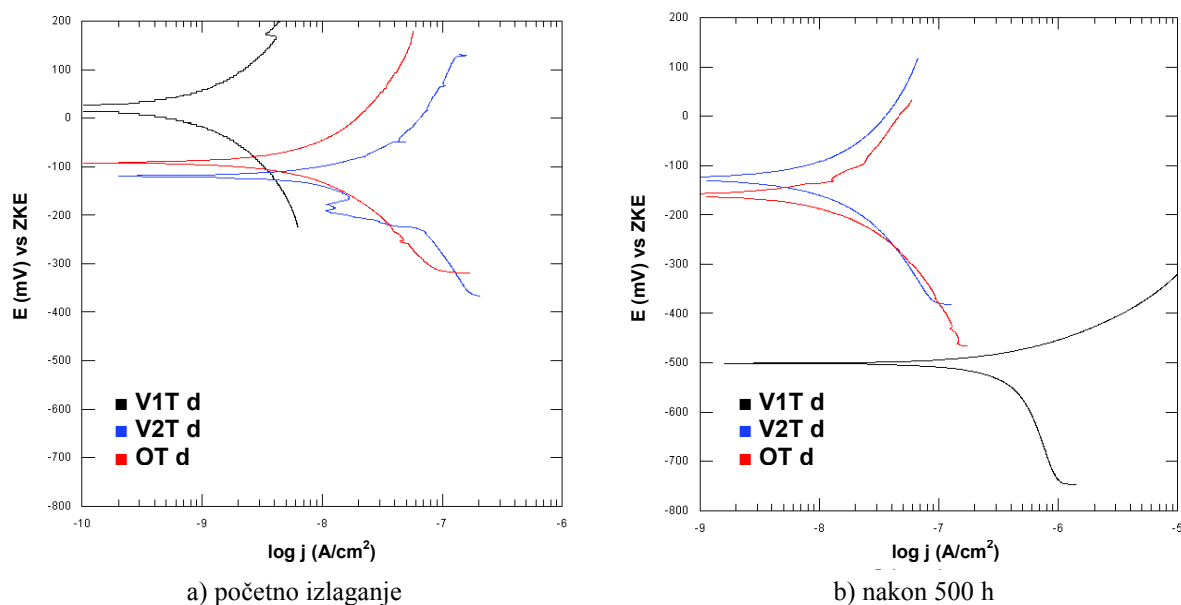 200
100
0
-100
-200
-300
-400
-500
-600
-700
-800
E (mV) vs ZKE
V1T d
V2T d
OT d
-10
-9
-8
-7
-6
log j (A/cm²)
a) početno izlaganje
200
100
0
-100
-200
-300
-400
-500
-600
-700
-800
E (mV) vs ZKE
V1T d
V2T d
OT d
-9
-8
-7
-6
-5
log j (A/cm²)
b) nakon 500 h